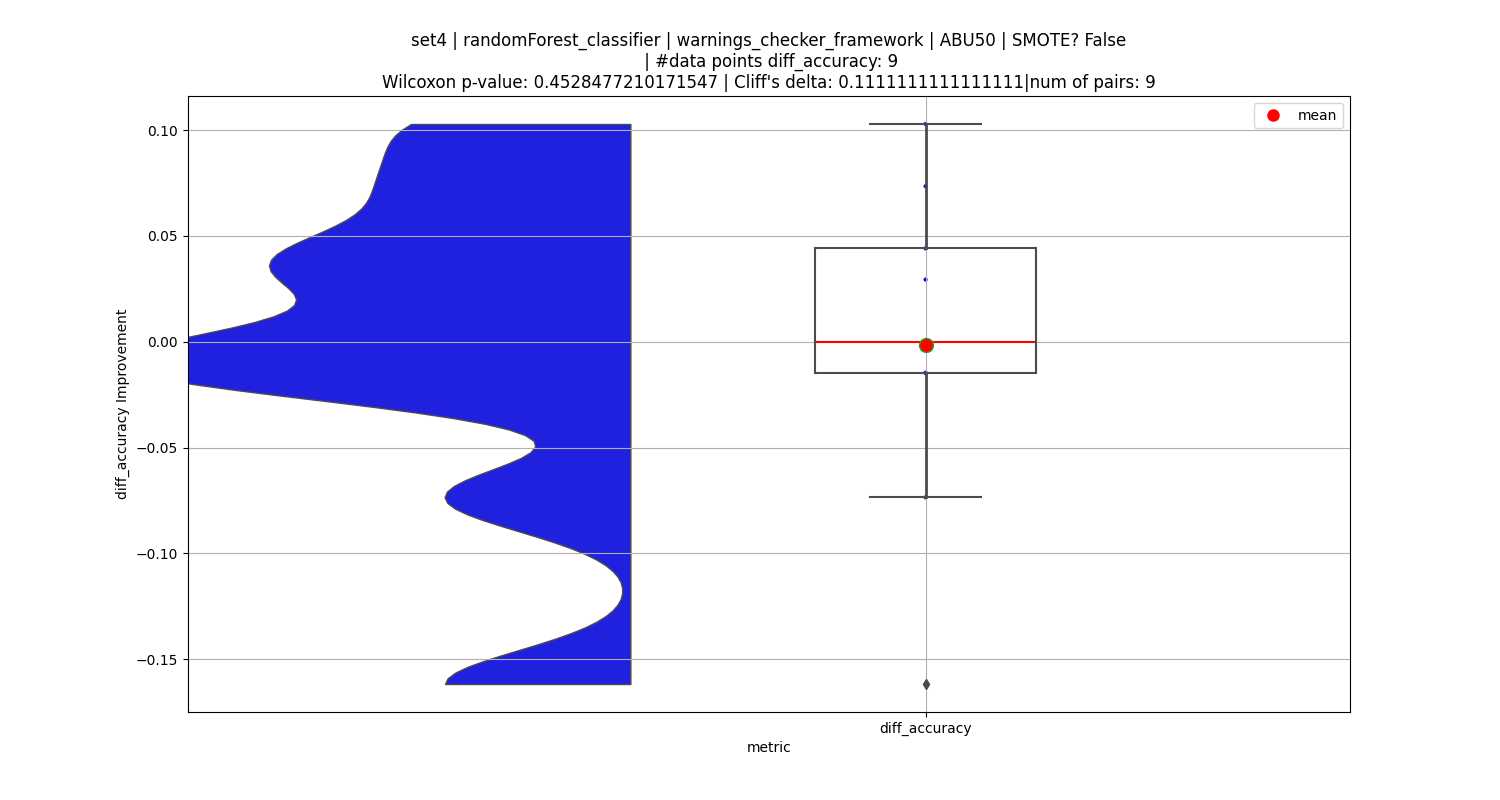 set4 | randomForest_classifier | warnings_checker_framework | ABU50 | SMOTE? False
| #data points diff_accuracy: 9
Wilcoxon p-value: 0.4528477210171547 | Cliff's delta: 0.1111111111111111|num of pairs: 9
mean
0.10
0.05
0.00
−0.05
−0.10
−0.15
diff_accuracy Improvement
diff_accuracy
metric